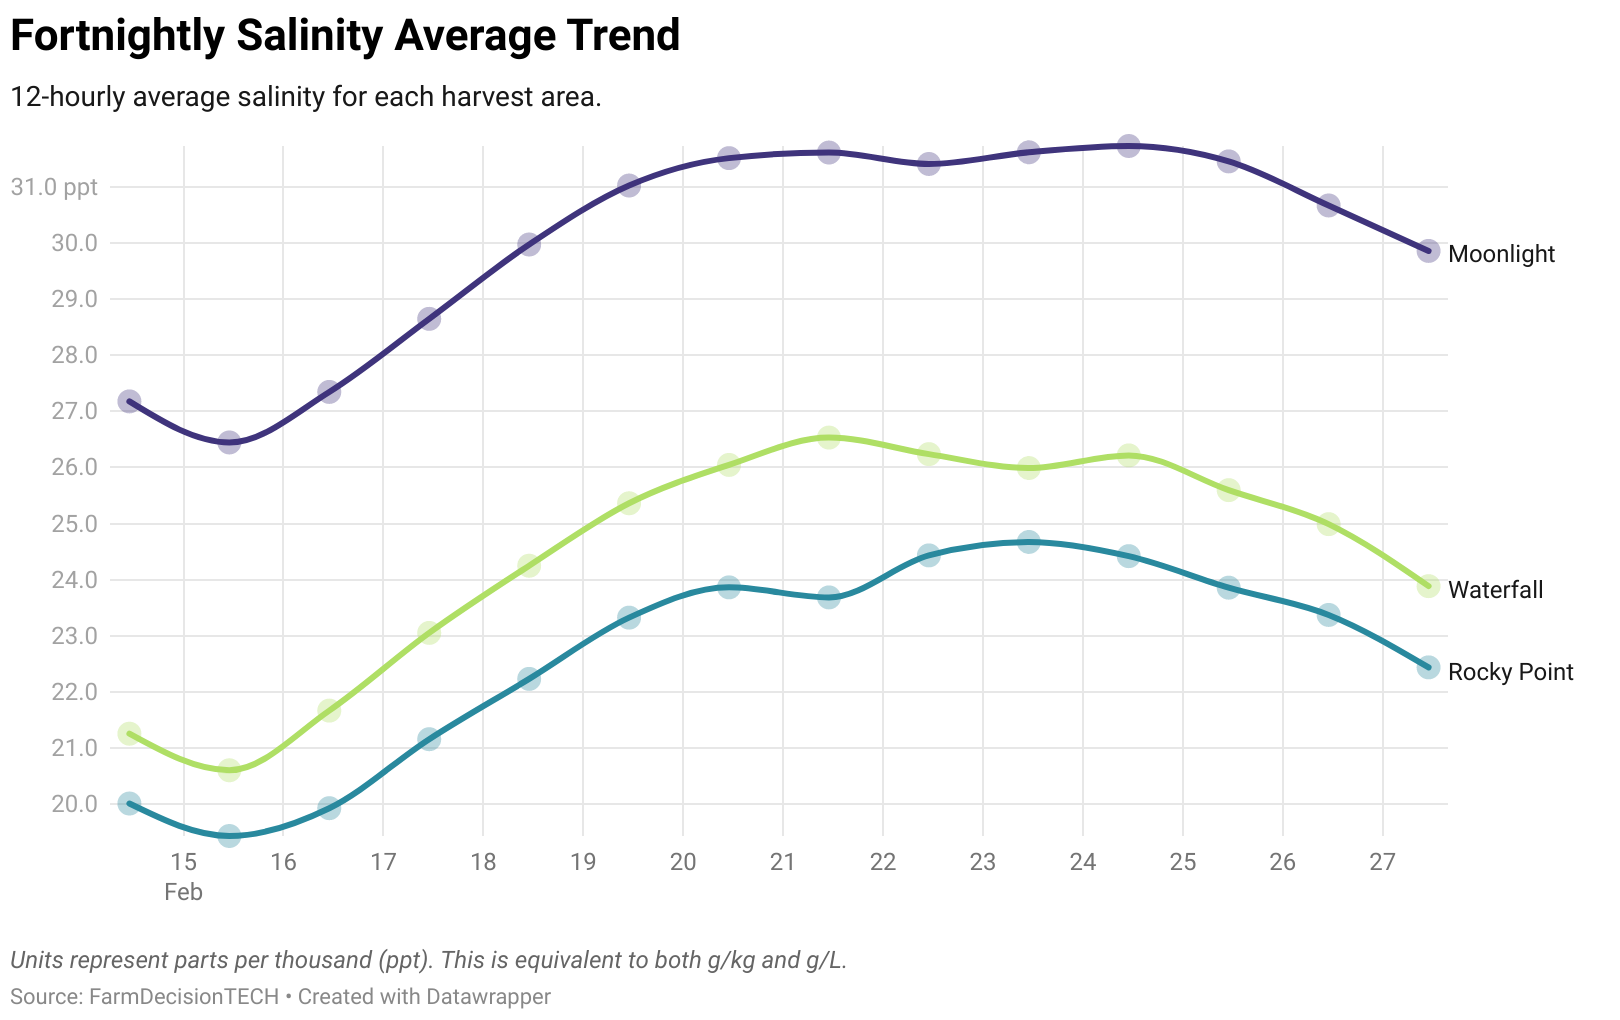 Fortnightly Salinity Average Trend
12-hourly average salinity for each harvest area.
31.0 ppt
30.0
29.0
28.0
27.0
26.0
25.0
24.0
23.0
22.0
21.0
20.0
Moonlight
Waterfall
Rocky Point
15 16 17 18 19 20 21 22 23 24 25 26 27
Feb
Units represent parts per thousand (ppt). This is equivalent to both g/kg and g/L.
Source: FarmDecisionTECH • Created with Datawrapper